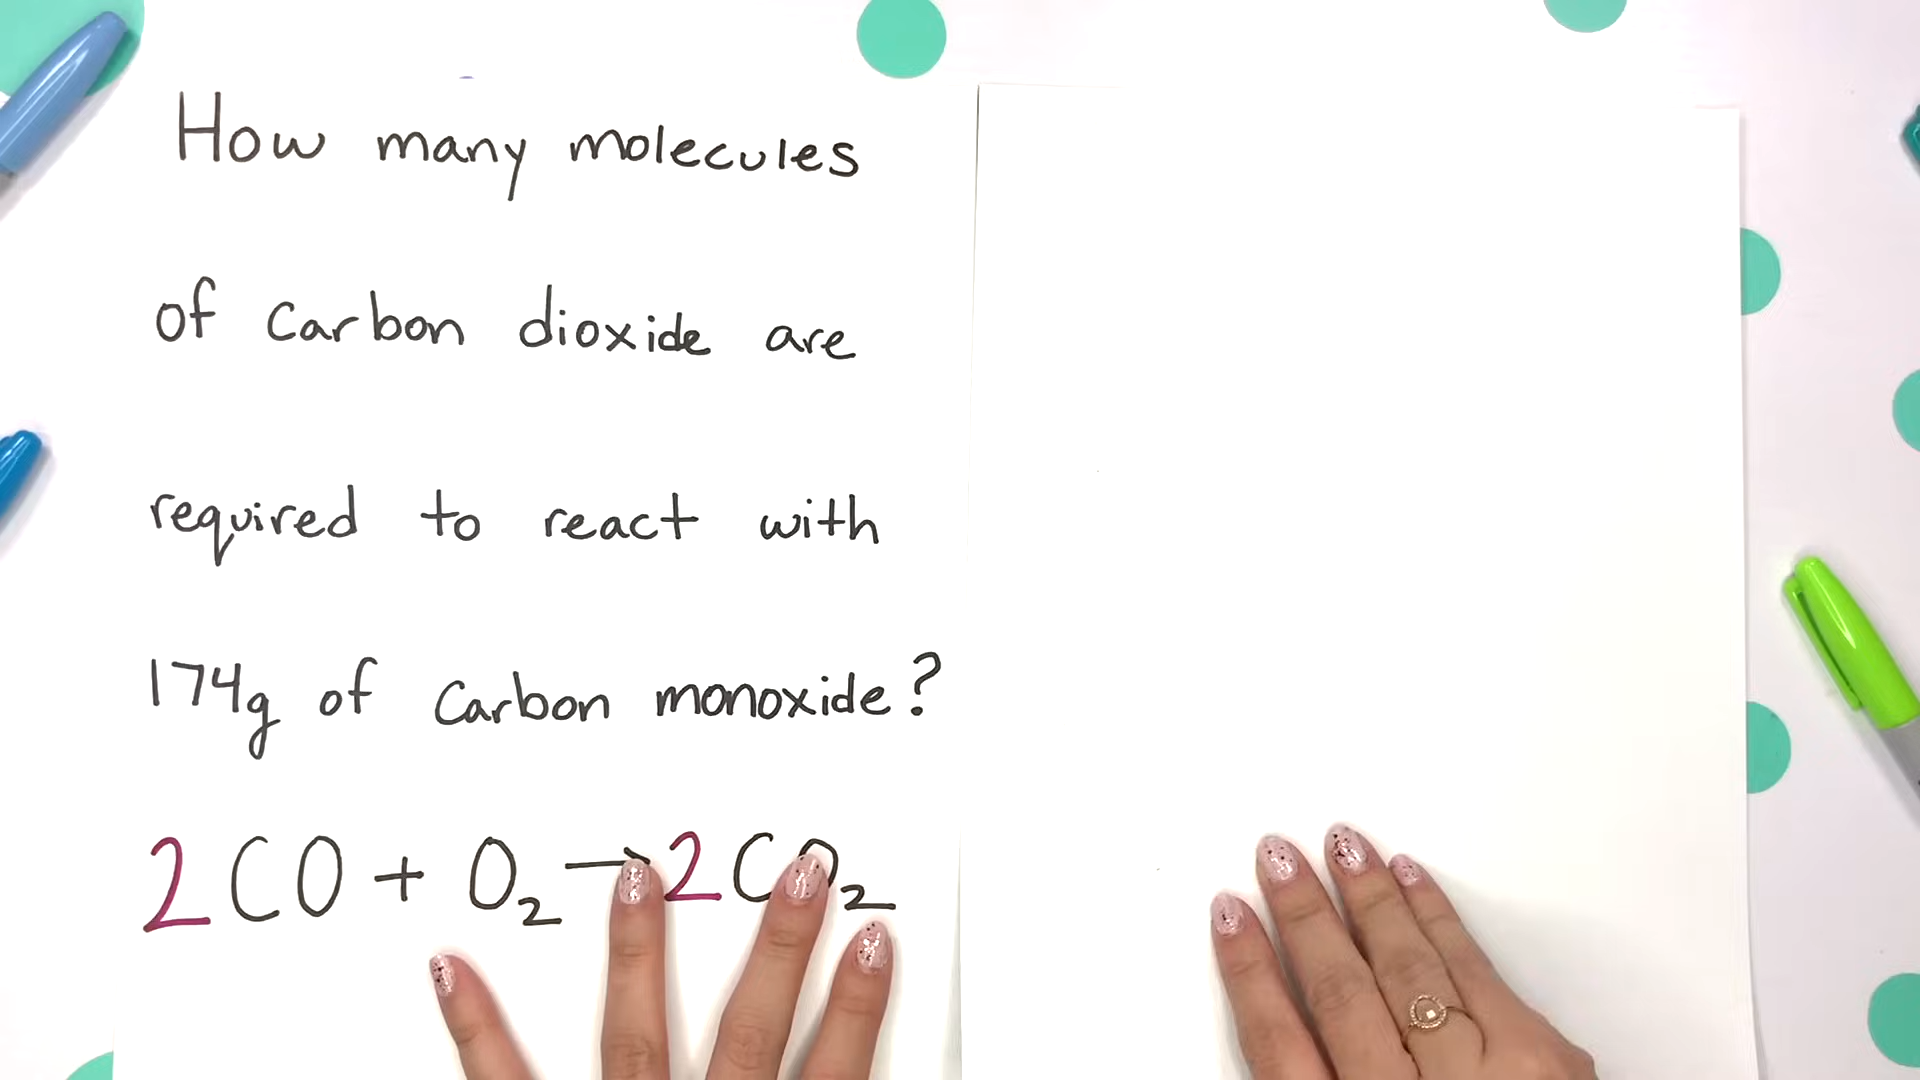 How many molecules
of carbon dioxide are
required to react with
174g of carbon monoxide?
2CO + O₂ → 2CO₂